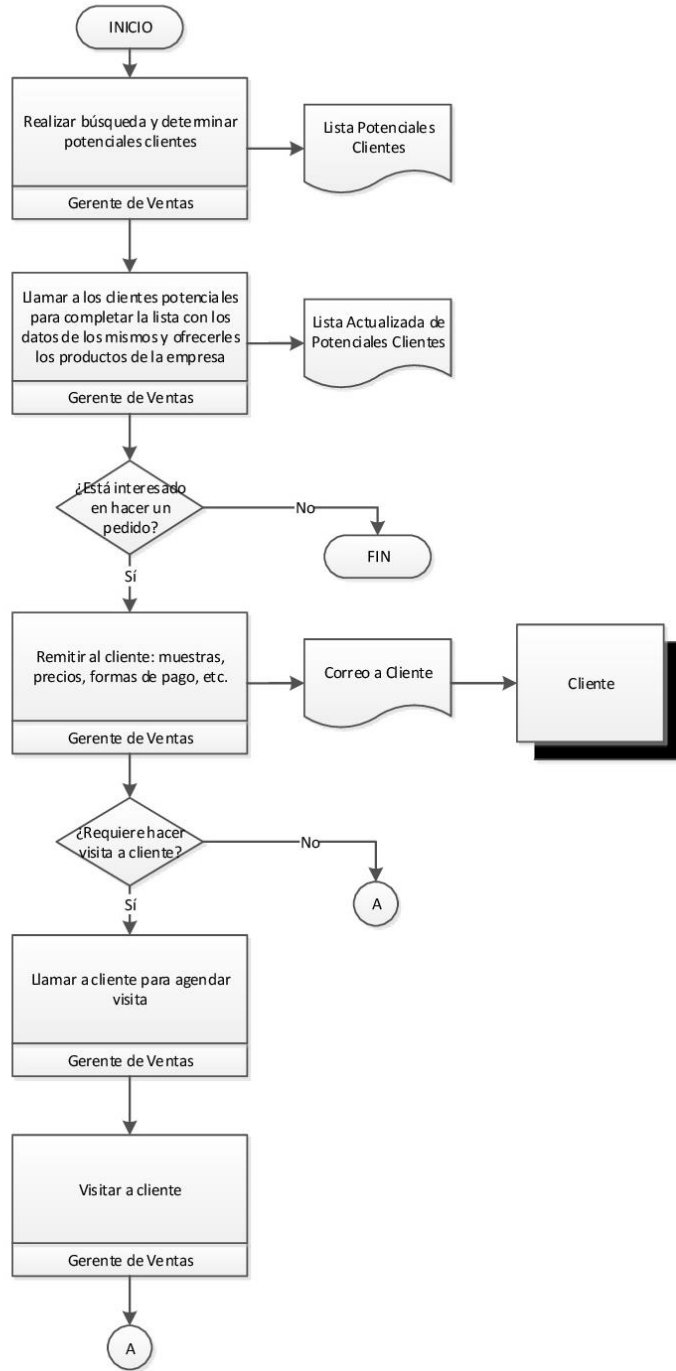 INICIO
Realizar búsqueda y determinar
potenciales clientes
Gerente de Ventas
Lista Potenciales
Clientes
Llamar a los clientes potenciales
para completar la lista con los
datos de los mismos y ofrecerles
los productos de la empresa
Gerente de Ventas
Lista Actualizada de
Potenciales Clientes
¿Está interesado
en hacer un
pedido?
No
FIN
Sí
Remitir al cliente: muestras,
precios, formas de pago, etc.
Gerente de Ventas
Correo a Cliente
Cliente
¿Requiere hacer
visita a cliente?
No
A
Sí
Llamar a cliente para agendar
visita
Gerente de Ventas
Visitar a cliente
Gerente de Ventas
A